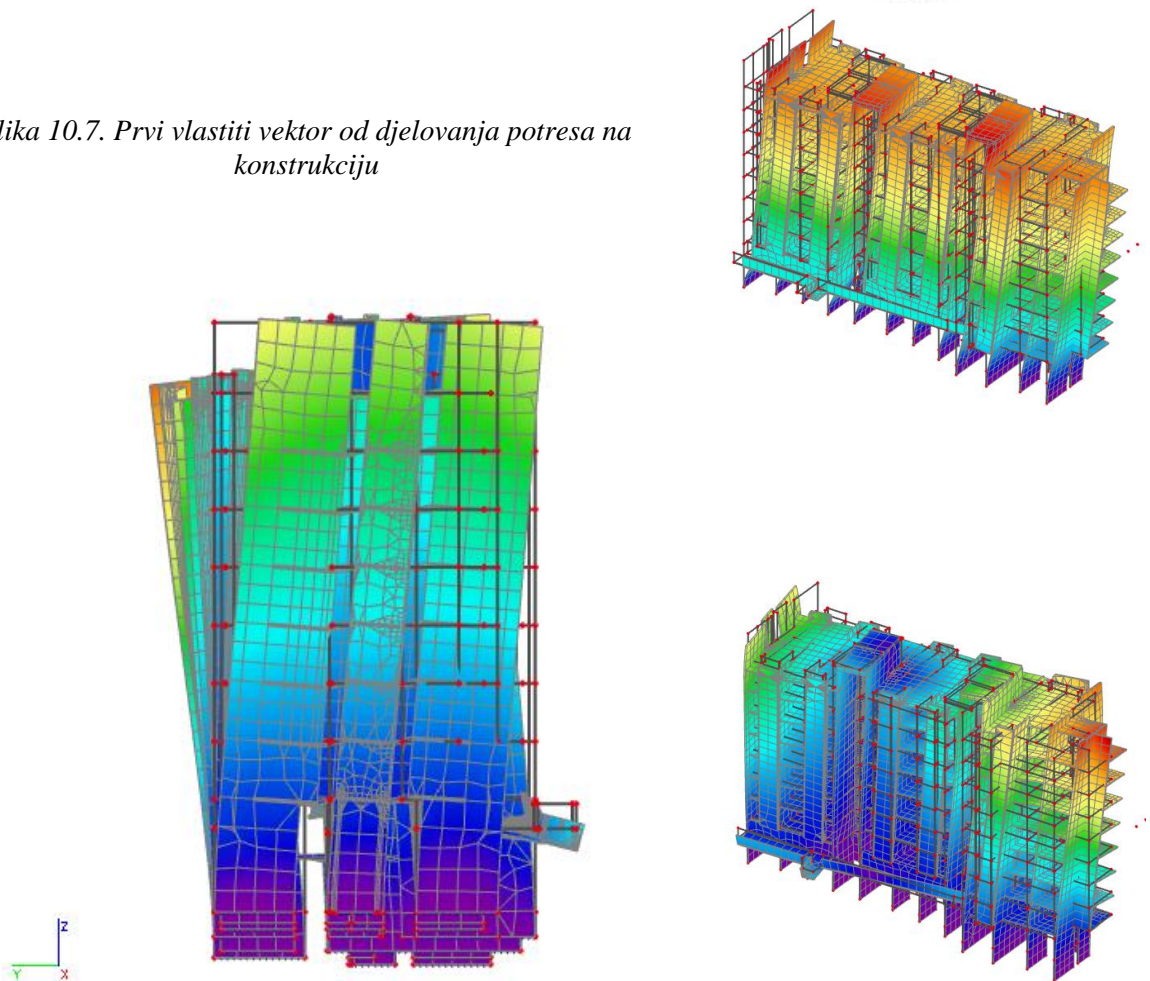 lika 10.7. Prvi vlastiti vektor od djelovanja potresa na
konstrukciju
Z
Y
X